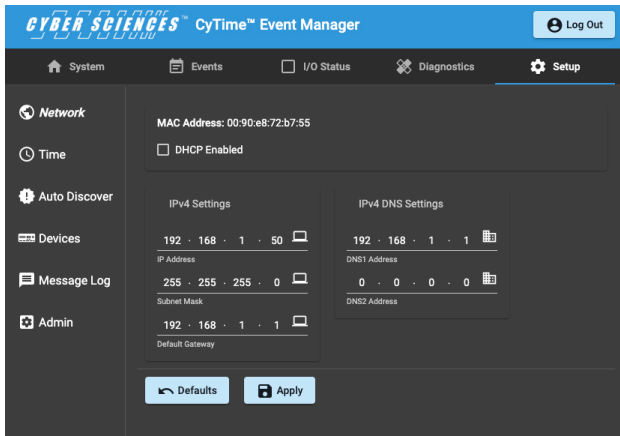 CYBER SCIENCES™ CyTime™ Event Manager Log Out
System Events I/O Status Diagnostics Setup
Network
Time
Auto Discover
Devices
Message Log
Admin
MAC Address: 00:90:e8:72:b7:55
DHCP Enabled
IPv4 Settings
192 . 168 . 1 . 50
IP Address
255 . 255 . 255 . 0
Subnet Mask
192 . 168 . 1 . 1
Default Gateway
IPv4 DNS Settings
192 . 168 . 1 . 1
DNS1 Address
0 . 0 . 0 . 0
DNS2 Address
Defaults Apply